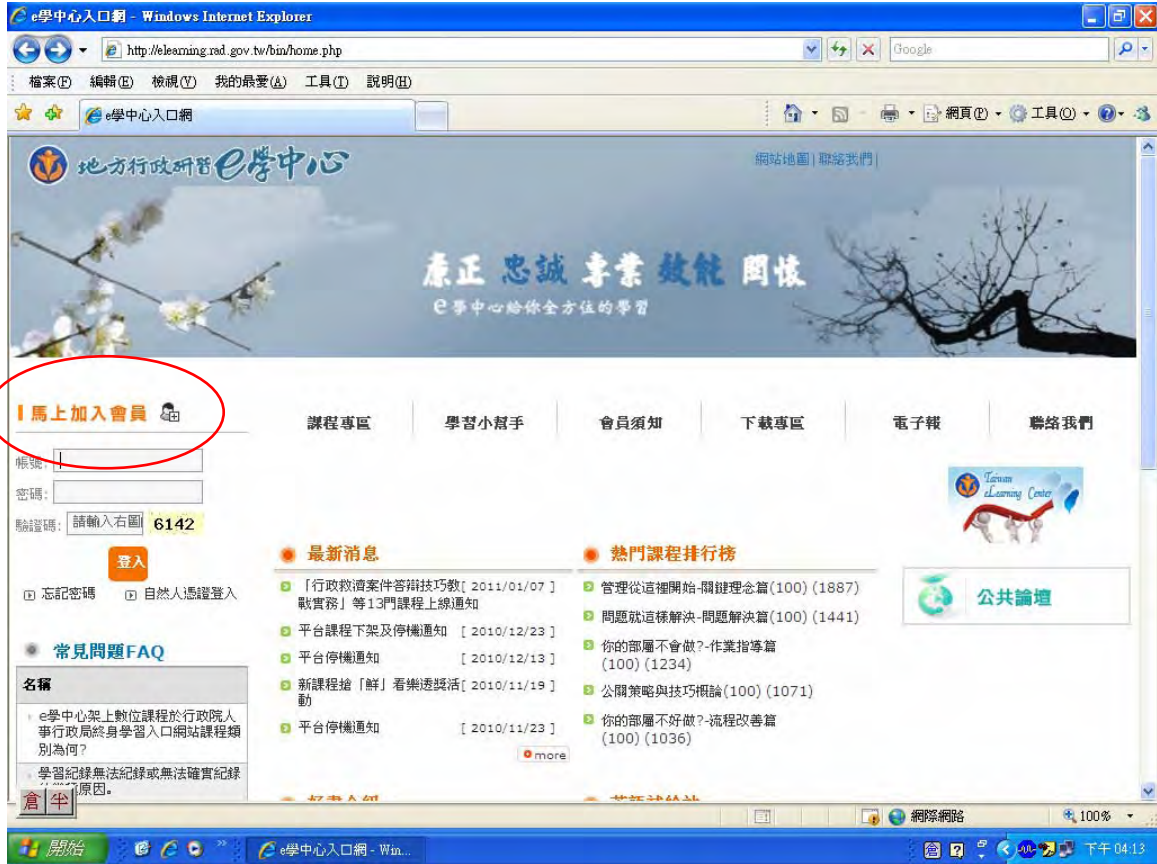 e學中心入口網 - Windows Internet Explorer
http://elearning.rad.gov.tw/bin/home.php
Google
檔案(F) 編輯(E) 檢視(V) 我的最愛(A) 工具(T) 說明(H)
e學中心入口網
網頁(P) 工具(O)
地方行政研習e學中心
網站地圖 | 聯絡我們 |
廉正 忠誠 專業 效能 關懷
e學中心給你全方位的學習
馬上加入會員
課程專區 學習小幫手 會員須知 下載專區 電子報 聯絡我們
帳號:
密碼:
驗證碼: 請輸入右圖 6142
登入
忘記密碼 自然人憑證登入
常見問題FAQ
名稱
e學中心架上數位課程於行政院人
事行政局終身學習入口網站課程類
別為何?
學習紀錄無法紀錄或無法確實紀錄
原因。
最新消息
「行政救濟案件答辯技巧教[ 2011/01/07 ]
戰實務」等13門課程上線通知
平台課程下架及停機通知 [ 2010/12/23 ]
平台停機通知 [ 2010/12/13 ]
新課程搶「鮮」看樂透獎活[ 2010/11/19 ]
動
平台停機通知 [ 2010/11/23 ]
more
熱門課程排行榜
管理從這裡開始-關鍵理念篇(100) (1887)
問題就這樣解決-問題解決篇(100) (1441)
你的部屬不會做?-作業指導篇
(100) (1234)
公關策略與技巧概論(100) (1071)
你的部屬不好做?-流程改善篇
(100) (1036)
Taiwan
eLearning Center
公共論壇
倉 半
網際網路 100%
開始
e學中心入口網 - Win...
倉
下午 04:13